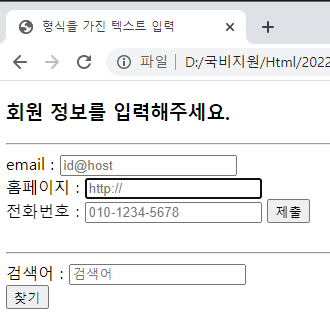 형식을 가진 텍스트 입력
파일 | D:/국비지원/Html/2022
회원 정보를 입력해주세요.
email : id@host
홈페이지 : http://
전화번호 : 010-1234-5678 제출
검색어 : 검색어
찾기